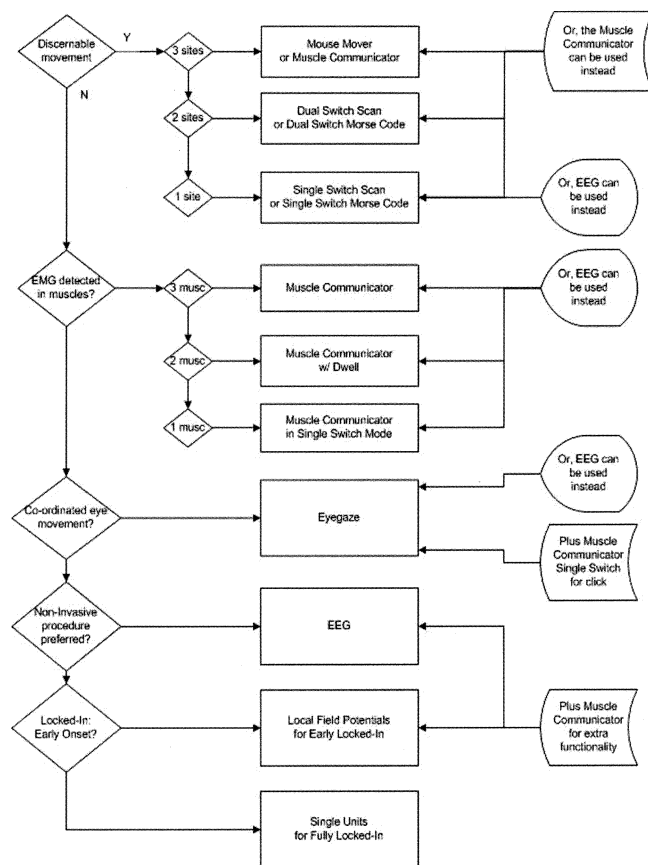 Discernable
movement
Y
N
3 sites
Mouse Mover
or Muscle Communicator
Or, the Muscle
Communicator
can be used
instead
2 sites
Dual Switch Scan
or Dual Switch Morse Code
1 site
Single Switch Scan
or Single Switch Morse Code
Or, EEG can
be used
instead
EMG detected
in muscles?
3 musc
Muscle Communicator
Or, EEG can
be used
instead
2 musc
Muscle Communicator
w/ Dwell
1 musc
Muscle Communicator
in Single Switch Mode
Or, EEG can
be used
instead
Co-ordinated eye
movement?
Eyegaze
Plus Muscle
Communicator
Single Switch
for click
Non-Invasive
procedure
preferred?
EEG
Locked-In:
Early Onset?
Local Field Potentials
for Early Locked-In
Plus Muscle
Communicator
for extra
functionality
Single Units
for Fully Locked-In